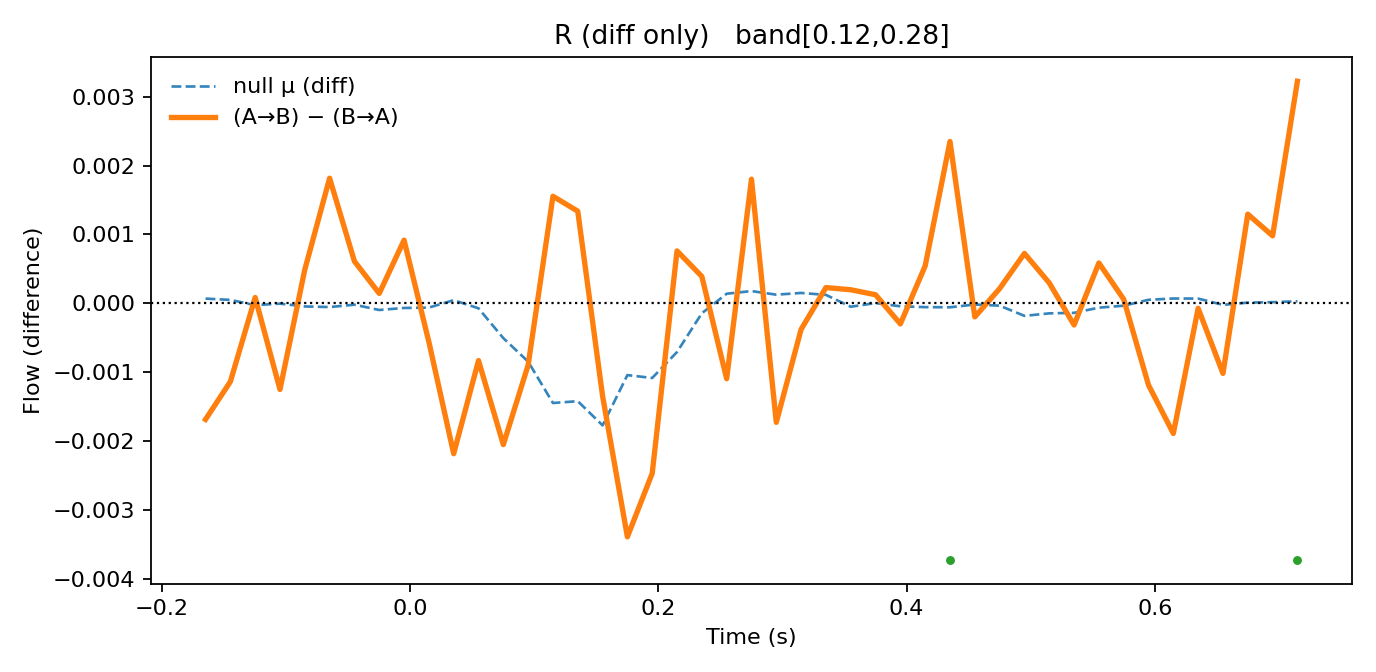 R (diff only)   band[0.12,0.28]
null μ (diff)
(A→B) − (B→A)
Flow (difference)
0.003
0.002
0.001
0.000
−0.001
−0.002
−0.003
−0.004
−0.2 0.0 0.2 0.4 0.6
Time (s)